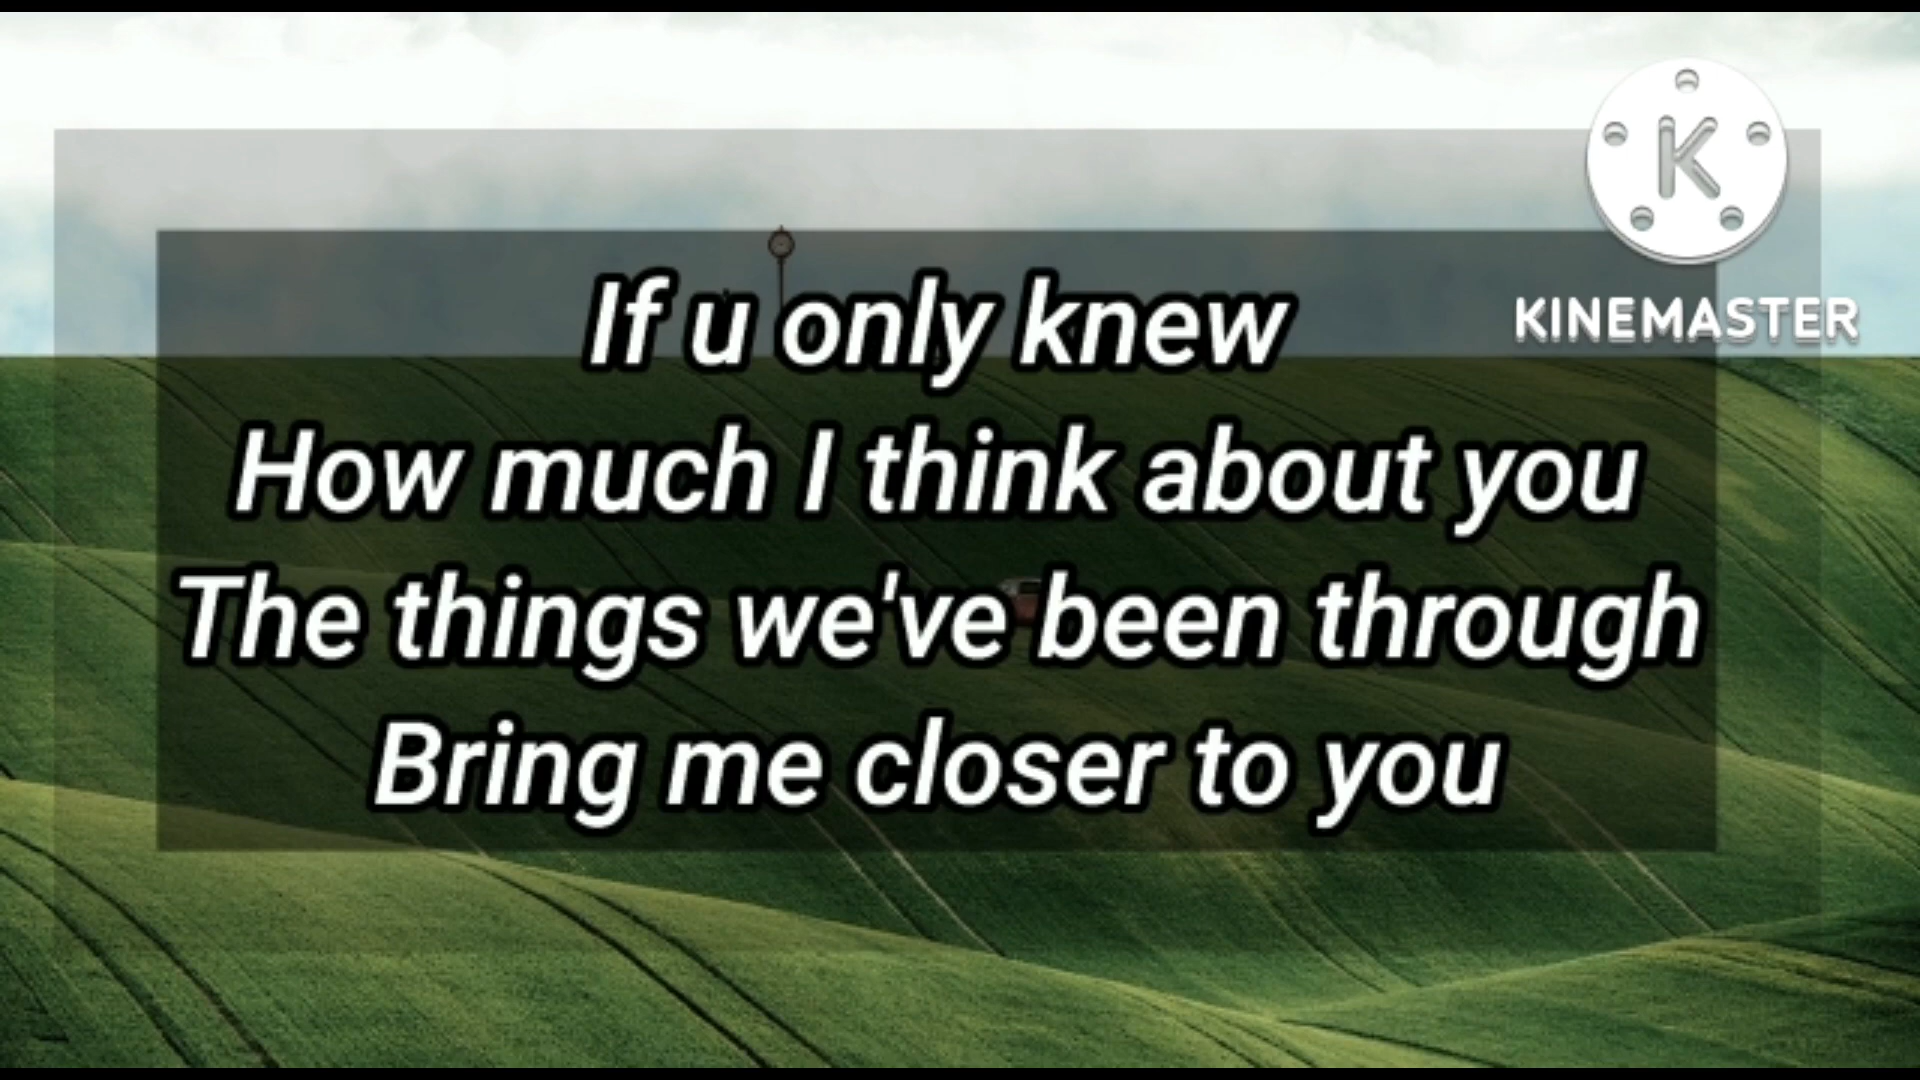 K
KINEMASTER
If u only knew
How much I think about you
The things we've been through
Bring me closer to you